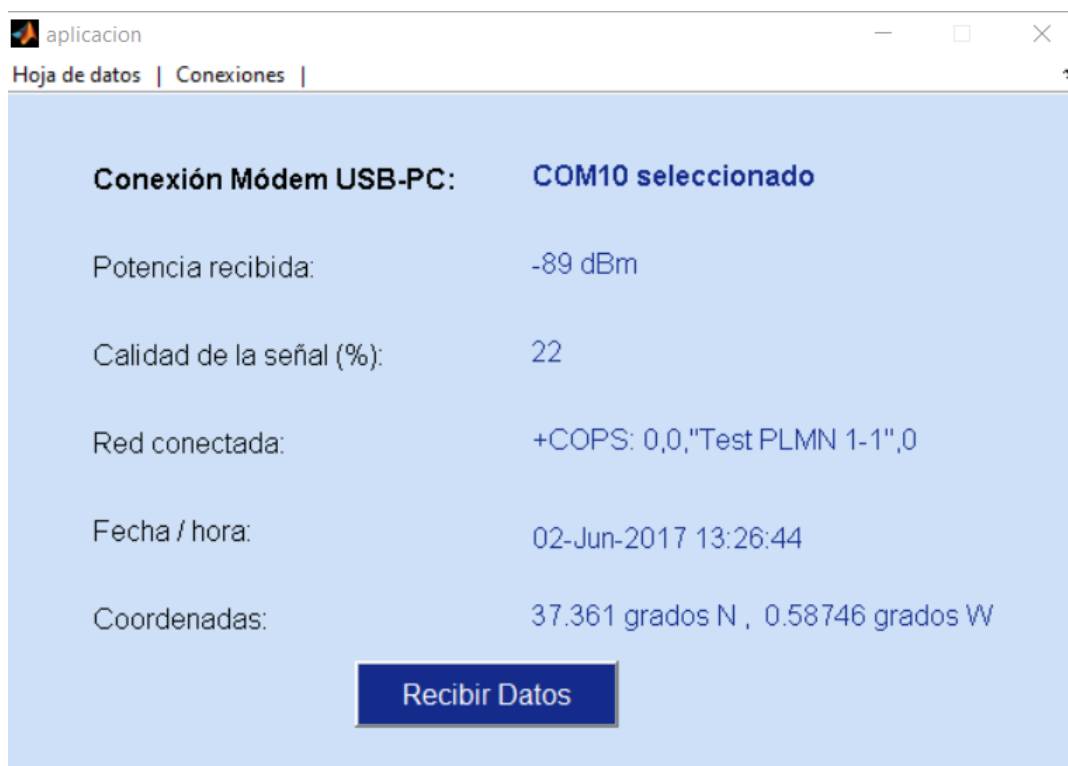 aplicacion
Hoja de datos | Conexiones |
Conexión Módem USB-PC: COM10 seleccionado
Potencia recibida: -89 dBm
Calidad de la señal (%): 22
Red conectada: +COPS: 0,0,"Test PLMN 1-1",0
Fecha / hora: 02-Jun-2017 13:26:44
Coordenadas: 37.361 grados N , 0.58746 grados W
Recibir Datos